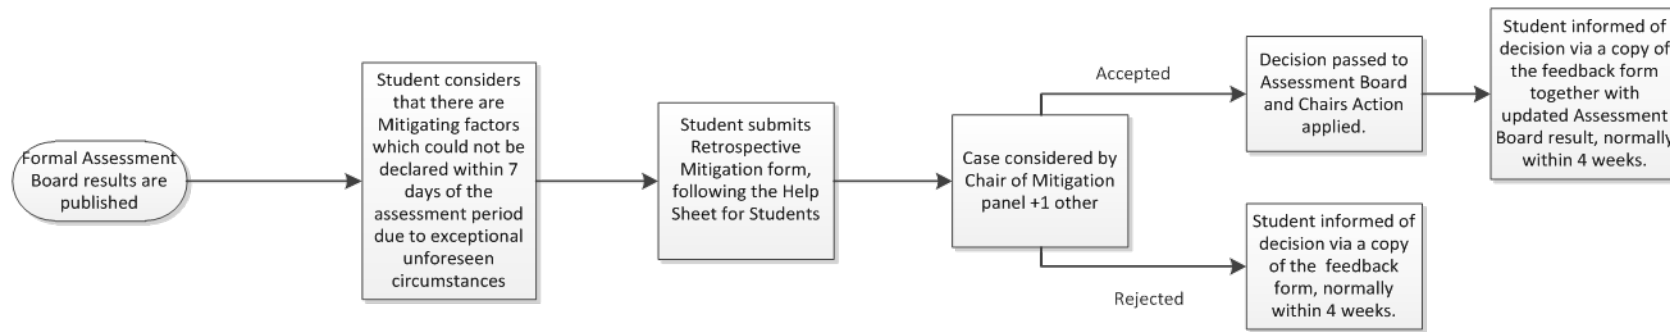 Formal Assessment
Board results are
published
Student considers
that there are
Mitigating factors
which could not be
declared within 7
days of the
assessment period
due to exceptional
unforeseen
circumstances
Student submits
Retrospective
Mitigation form,
following the Help
Sheet for Students
Case considered by
Chair of Mitigation
panel +1 other
Accepted
Decision passed to
Assessment Board
and Chairs Action
applied.
Student informed of
decision via a copy of
the feedback form
together with
updated Assessment
Board result, normally
within 4 weeks.
Rejected
Student informed of
decision via a copy
of the feedback
form, normally
within 4 weeks.